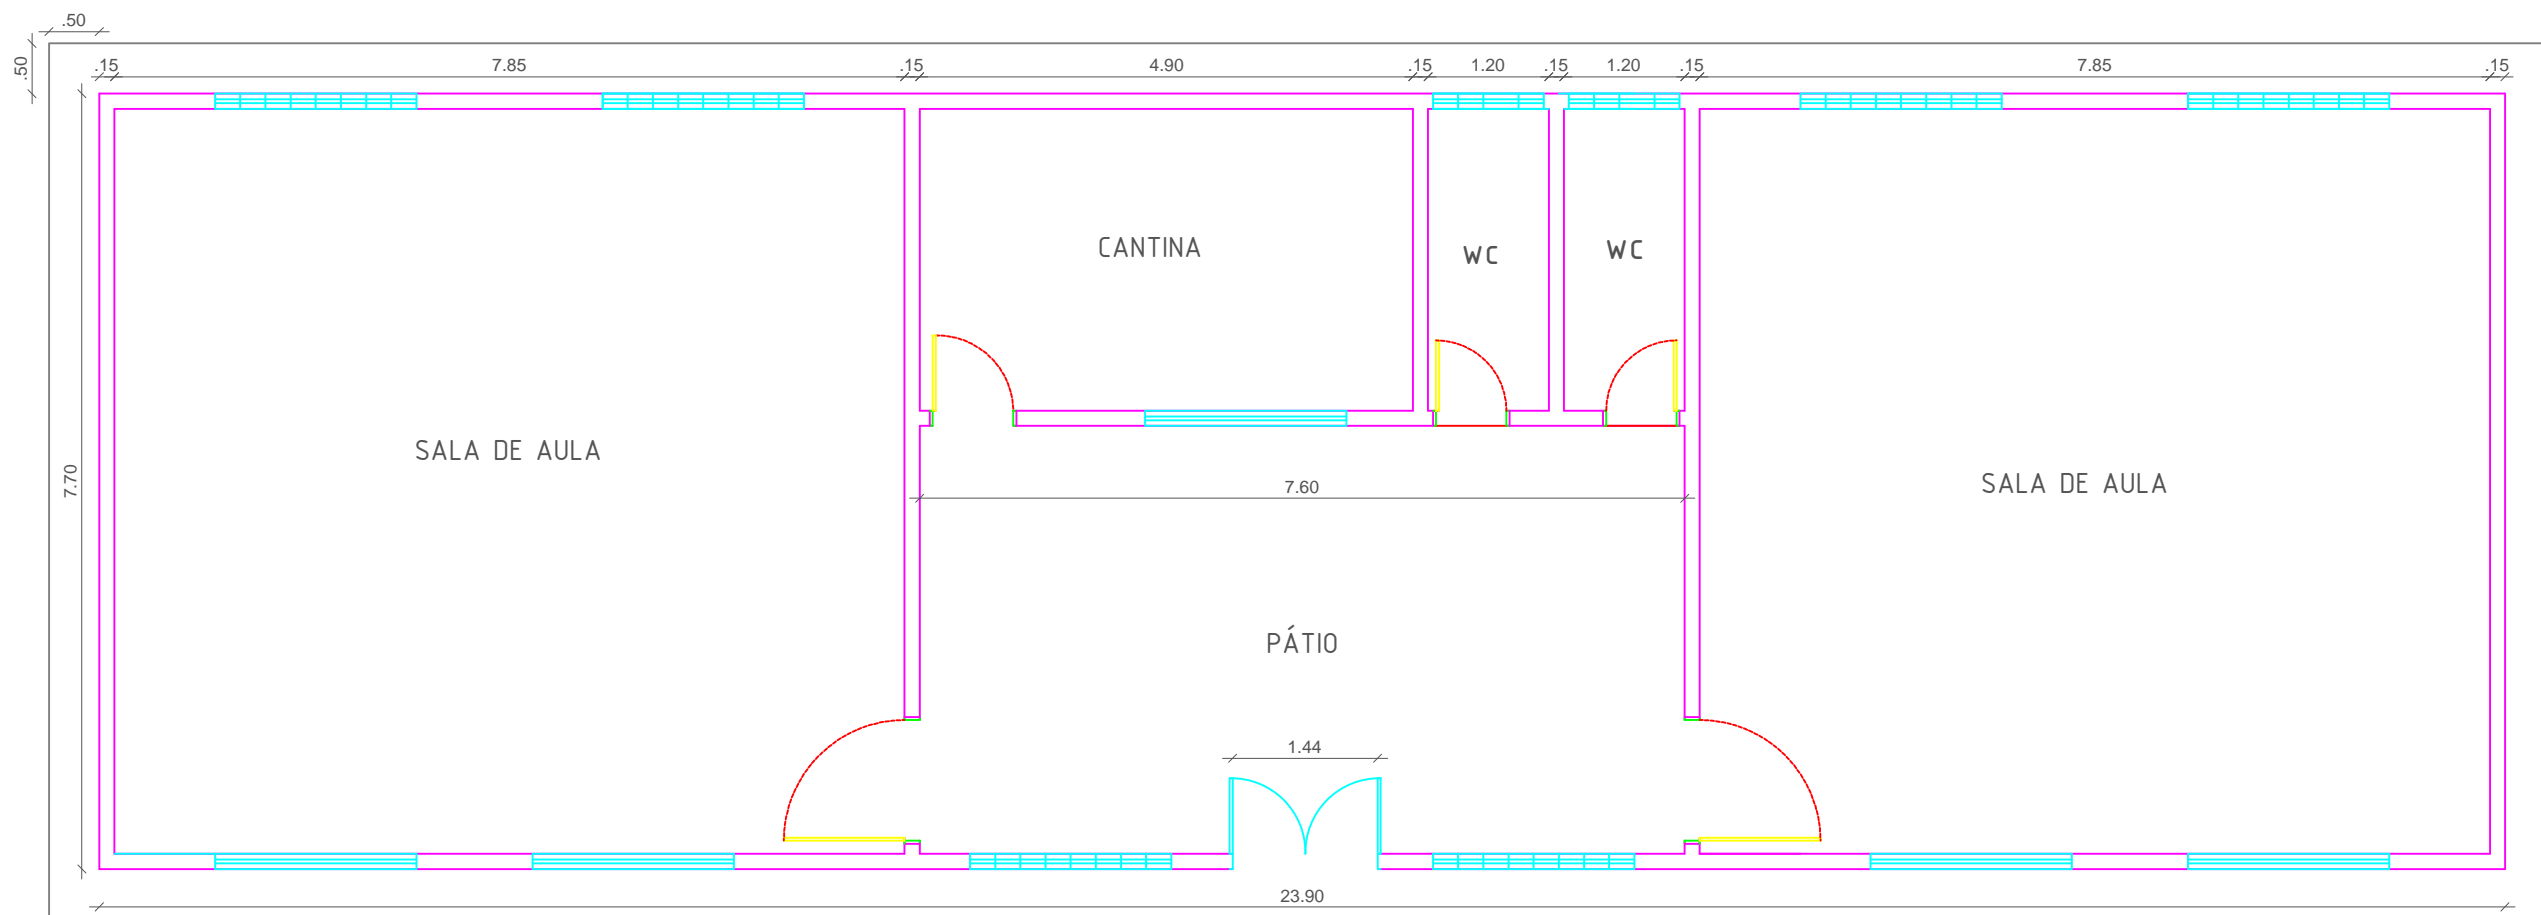 .50
.50
.15 7.85 .15 4.90 .15 1.20 .15 1.20 .15 7.85 .15
CANTINA
WC
WC
SALA DE AULA
7.70
7.60
SALA DE AULA
PÁTIO
1.44
23.90